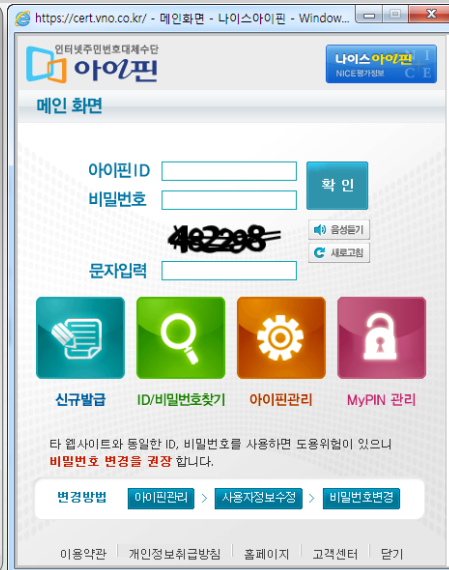 https://cert.vno.co.kr/ - 메인화면 - 나이스아이핀 - Window...
인터넷주민번호대체수단
아이핀
나이스아이핀
NICE평가정보
NICE
메인 화면
아이핀ID
비밀번호
확 인
음성듣기
새로고침
문자입력
신규발급
ID/비밀번호찾기
아이핀관리
MyPIN 관리
타 웹사이트와 동일한 ID, 비밀번호를 사용하면 도용위험이 있으니
비밀번호 변경을 권장 합니다.
변경방법 아이핀관리 > 사용자정보수정 > 비밀번호변경
이용약관 개인정보취급방침 홈페이지 고객센터 닫기